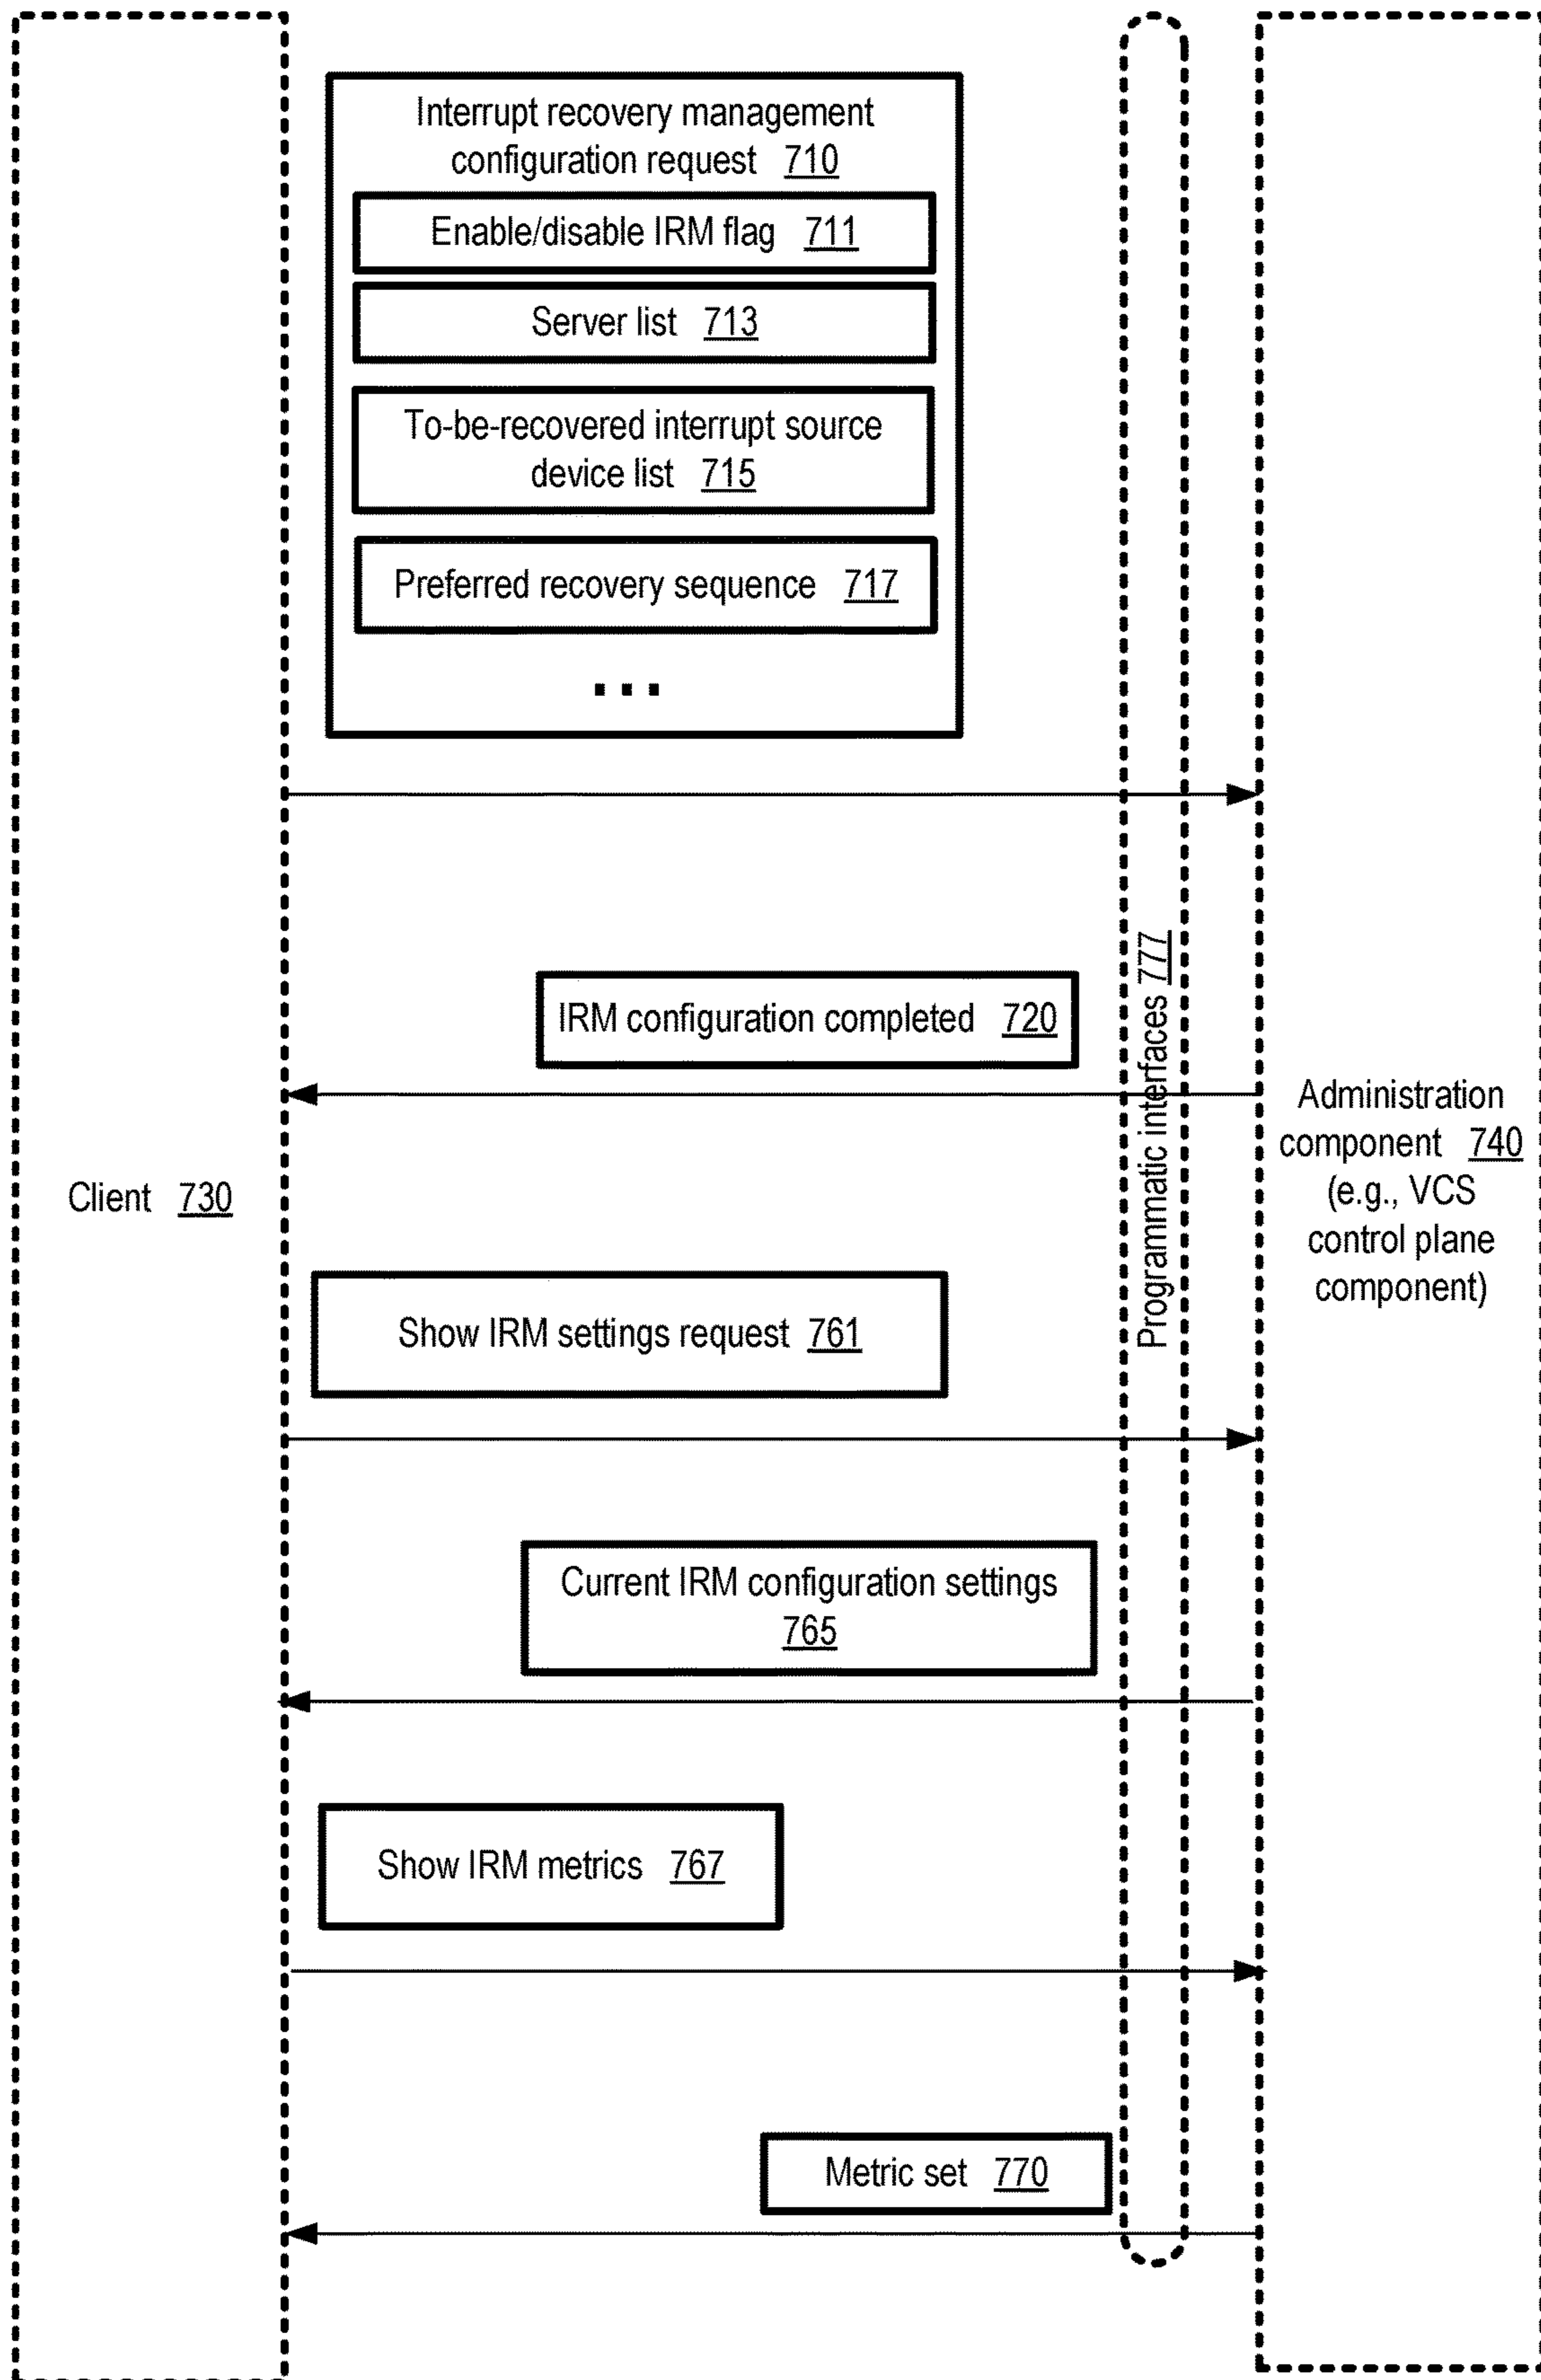 Interrupt recovery management
configuration request 710
Enable/disable IRM flag 711
Server list 713
To-be-recovered interrupt source
device list 715
Preferred recovery sequence 717
...
IRM configuration completed 720
Programmatic interfaces 777
Administration
component 740
(e.g., VCS
control plane
component)
Client 730
Show IRM settings request 761
Current IRM configuration settings
765
Show IRM metrics 767
Metric set 770